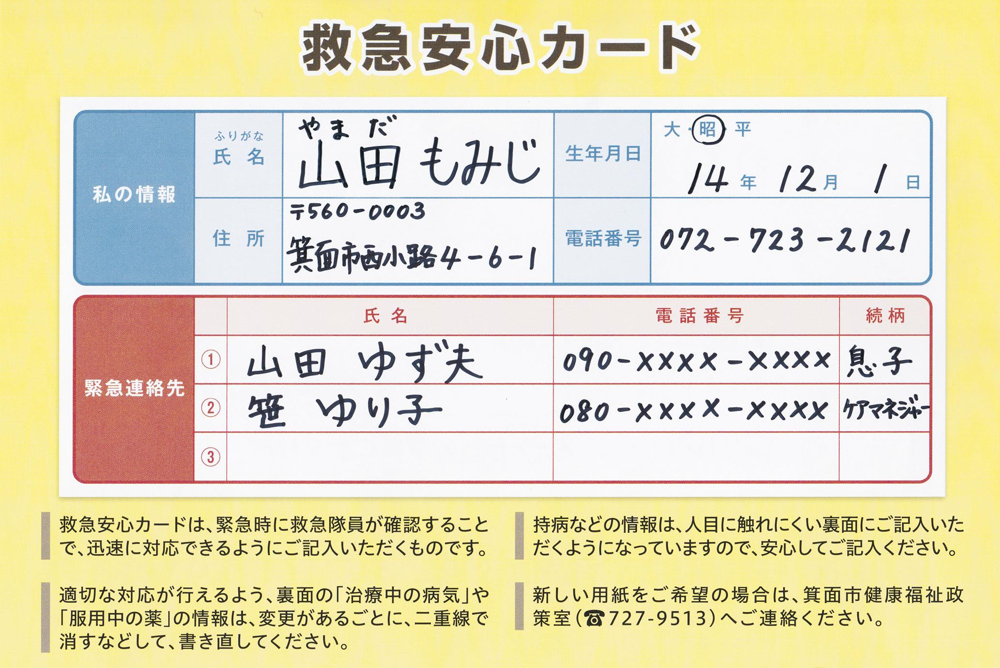 救急安心カード
私の情報
ふりがな
氏名
やまだ
山田もみじ
生年月日
大・昭・平
14年12月1日
住所
〒560-0003
箕面市西小路4-6-1
電話番号
072-723-2121
緊急連絡先
氏名 電話番号 続柄
① 山田 ゆず夫 090-××××-×××× 息子
② 笹 ゆり子 080-××××-×××× ケアマネジャー
③
救急安心カードは、緊急時に救急隊員が確認すること
で、迅速に対応できるようにご記入いただくものです。
適切な対応が行えるよう、裏面の「治療中の病気」や
「服用中の薬」の情報は、変更があるごとに、二重線で
消すなどして、書き直してください。
持病などの情報は、人目に触れにくい裏面にご記入いた
だくようになっていますので、安心してご記入ください。
新しい用紙をご希望の場合は、箕面市健康福祉政
策室(☎727-9513)へご連絡ください。